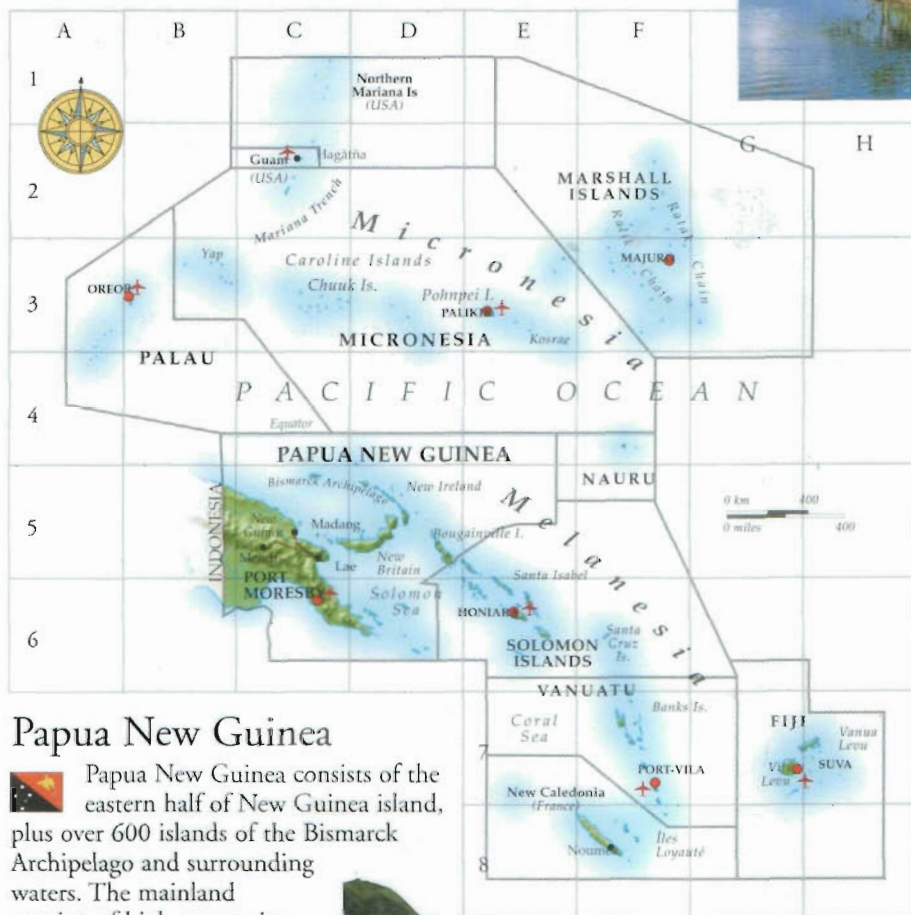 A B C D E F
G H
1
2
3
4
5
6
7
8
Northern
Mariana Is
(USA)
Guam
Hagåtña
(USA)
Mariana Trench
MARSHALL
ISLANDS
Ratak Chain
Ralik Chain
MAJURO
Micronesia
Yap
Caroline Islands
Chuuk Is.
OREOR
Pohnpei I.
PALIKIR
Kosrae
MICRONESIA
PALAU
PACIFIC OCEAN
Equator
PAPUA NEW GUINEA
NAURU
Bismarck Archipelago
New Ireland
Melanesia
0 km 400
0 miles 400
INDONESIA
New
Guinea
Madang
Mendi
Lae
New
Britain
Bougainville I.
PORT
MORESBY
Solomon
Sea
Santa Isabel
HONIARA
SOLOMON
ISLANDS
Santa
Cruz
Is.
VANUATU
Banks Is.
Coral
Sea
FIJI
Vanua
Levu
PORT-VILA
Viti
Levu
SUVA
New Caledonia
(France)
Nouméa
Îles
Loyauté
Papua New Guinea
Papua New Guinea consists of the
eastern half of New Guinea island,
plus over 600 islands of the Bismarck
Archipelago and surrounding
waters. The mainland